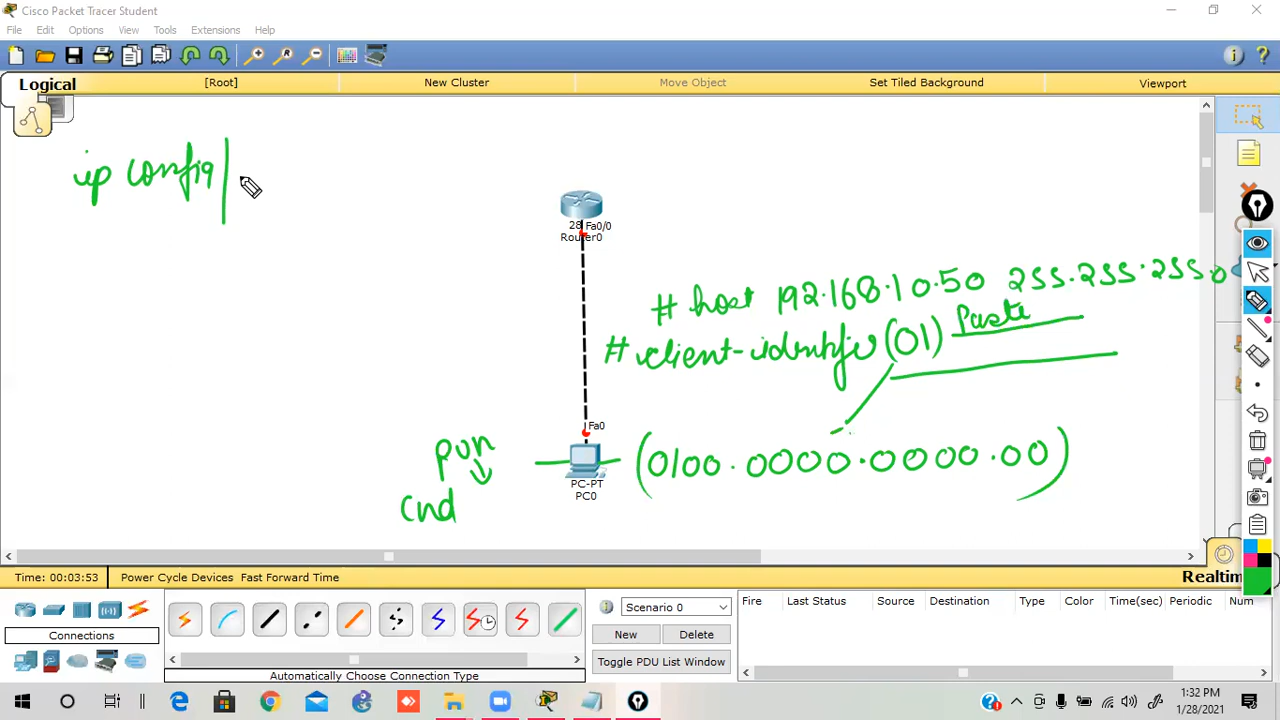 Cisco Packet Tracer Student
File Edit Options View Tools Extensions Help
Logical [Root] New Cluster Move Object Set Tiled Background Viewport
ip config|
28 Fa0/0
Router0
# host 192.168.10.50 255.255.255.0
# client-identifier (01) Paste
Fa0
(0100.0000.0000.00)
PC-PT
PC0
run
cmd
Time: 00:03:53 Power Cycle Devices Fast Forward Time Realtim
Scenario 0
Fire Last Status Source Destination Type Color Time(sec) Periodic Num
New Delete
Connections
Toggle PDU List Window
Automatically Choose Connection Type
1:32 PM
1/28/2021